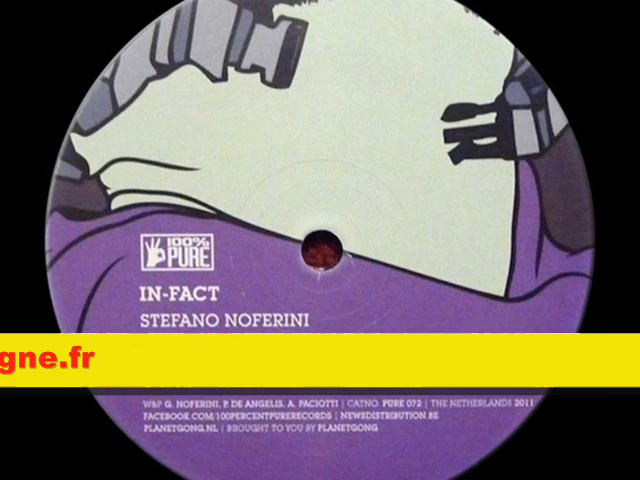 100%
PURE
IN-FACT
STEFANO NOFERINI
gne.fr
W&P G. NOFERINI, P. DE ANGELIS, A. PACIOTTI | CATNO. PURE 072 | THE NETHERLANDS 2011
FACEBOOK.COM/100PERCENTPURERECORDS | NEWSDISTRIBUTION.BE
PLANETGONG.NL | BROUGHT TO YOU BY PLANETGONG